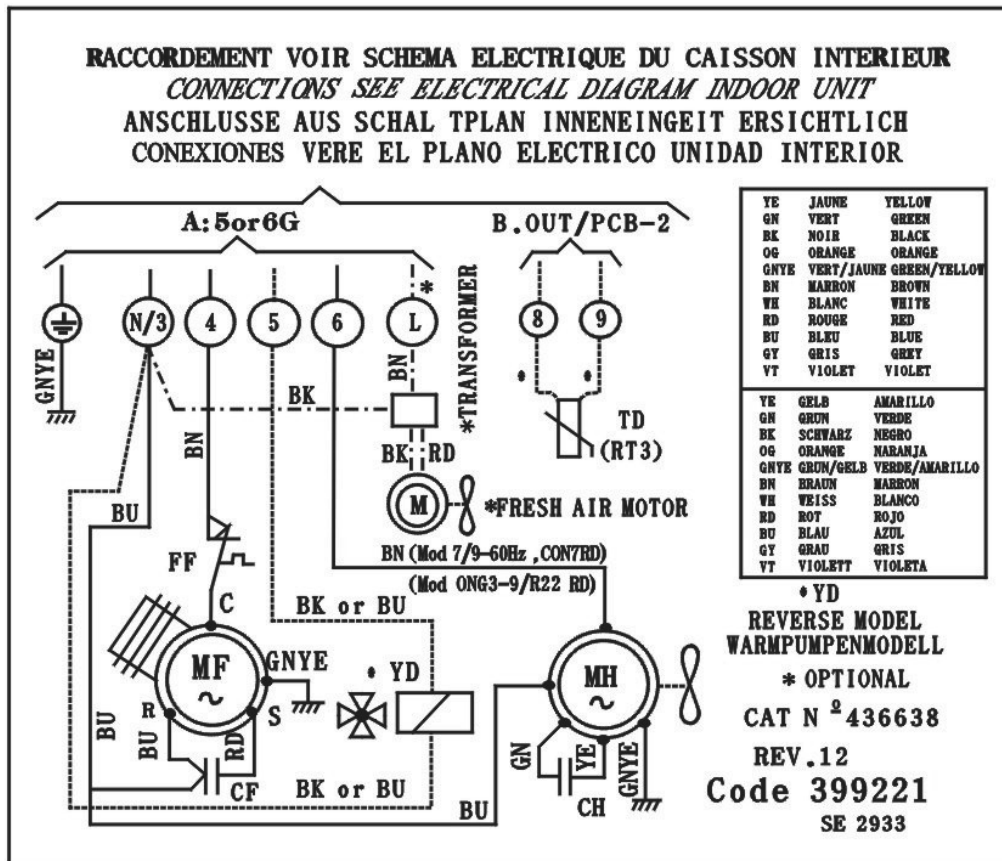 RACCORDEMENT VOIR SCHEMA ELECTRIQUE DU CAISSON INTERIEUR
CONNECTIONS SEE ELECTRICAL DIAGRAM INDOOR UNIT
ANSCHLUSSE AUS SCHAL TPLAN INNENEINGEIT ERSICHTLICH
CONEXIONES VERE EL PLANO ELECTRICO UNIDAD INTERIOR
A:5or6G
B.OUT/PCB-2
N/3 4 5 6 L * 8 9
GNYE
BN
BK
BN
*TRANSFORMER
BK RD
M
*FRESH AIR MOTOR
TD
(RT3)
BU
FF
BN (Mod 7/9-60Hz ,CON7RD)
(Mod ONG3-9/R22 RD)
C
BK or BU
MF
~
GNYE
R
S
* YD
MH
~
BU
BU
RD
CF
BK or BU
BU
GN
YE
GNYE
CH
YE JAUNE YELLOW
GN VERT GREEN
BK NOIR BLACK
OG ORANGE ORANGE
GNYE VERT/JAUNE GREEN/YELLOW
BN MARRON BROWN
WH BLANC WHITE
RD ROUGE RED
BU BLEU BLUE
GY GRIS GREY
VT VIOLET VIOLET
YE GELB AMARILLO
GN GRUN VERDE
BK SCHWARZ NEGRO
OG ORANGE NARANJA
GNYE GRUN/GELB VERDE/AMARILLO
BN BRAUN MARRON
WH WEISS BLANCO
RD ROT ROJO
BU BLAU AZUL
GY GRAU GRIS
VT VIOLETT VIOLETA
* YD
REVERSE MODEL
WARMPUMPENMODELL
* OPTIONAL
CAT Nº 436638
REV.12
Code 399221
SE 2933